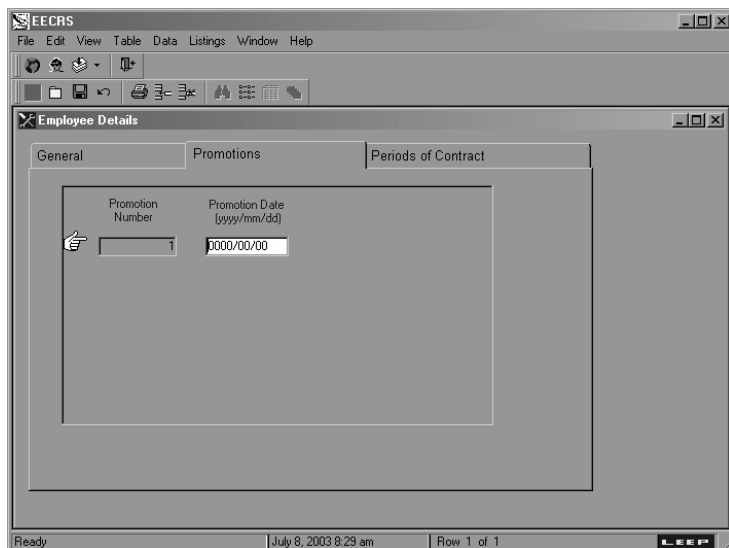 EECRS
File Edit View Table Data Listings Window Help
Employee Details
General Promotions Periods of Contract
Promotion Number
Promotion Date (yyyy/mm/dd)
1 0000/00/00
Ready July 8, 2003 8:29 am Row 1 of 1 LEEP